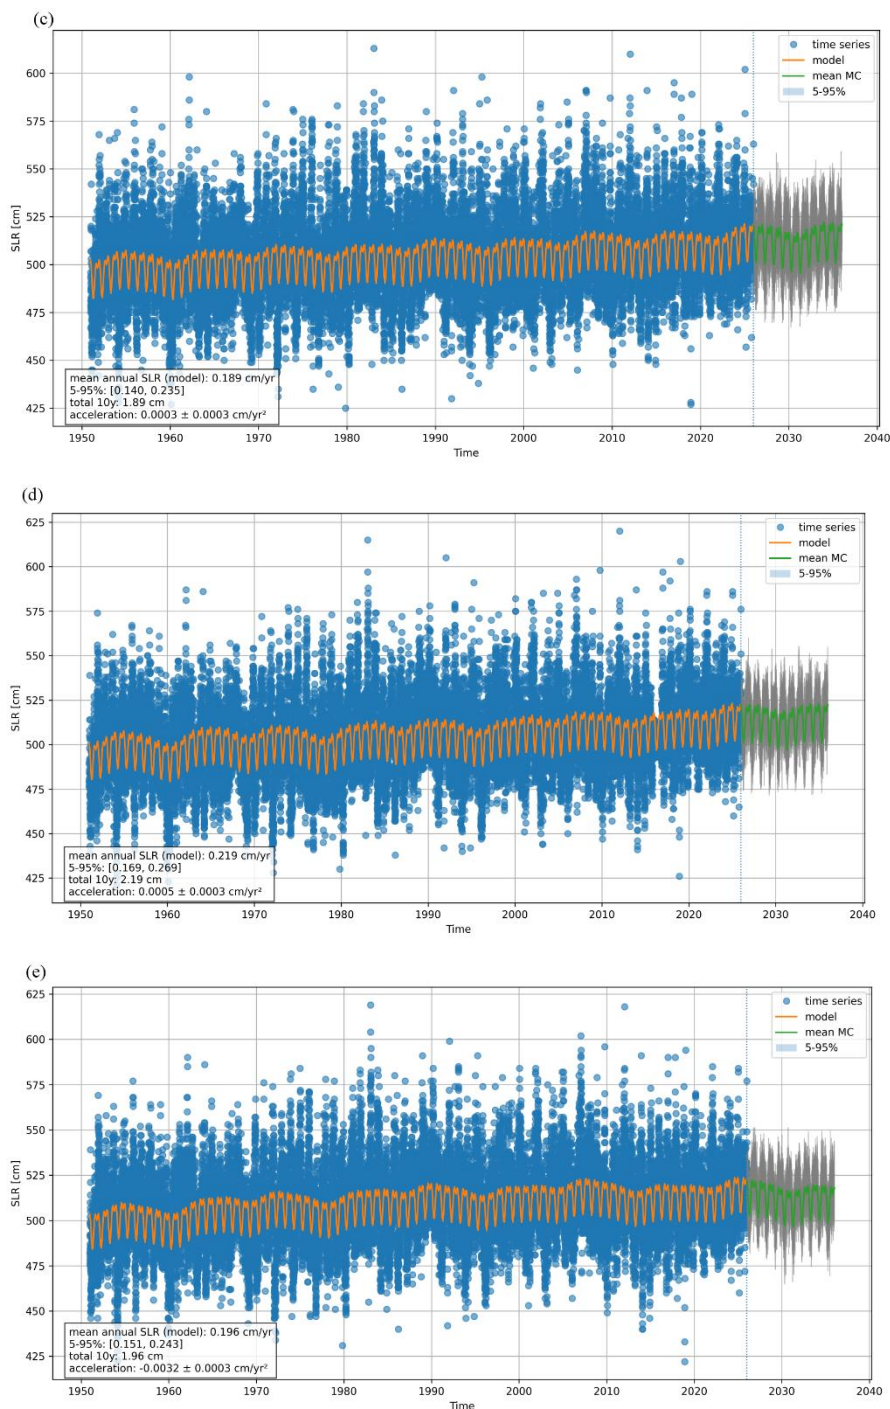 (c)
600
575
550
525
500
475
450
425
SLR [cm]
time series
model
mean MC
5-95%
mean annual SLR (model): 0.189 cm/yr
5-95%: [0.140, 0.235]
total 10y: 1.89 cm
acceleration: 0.0003 ± 0.0003 cm/yr²
1950 1960 1970 1980 1990 2000 2010 2020 2030 2040
Time
(d)
625
600
575
550
525
500
475
450
425
SLR [cm]
time series
model
mean MC
5-95%
mean annual SLR (model): 0.219 cm/yr
5-95%: [0.169, 0.269]
total 10y: 2.19 cm
acceleration: 0.0005 ± 0.0003 cm/yr²
1950 1960 1970 1980 1990 2000 2010 2020 2030 2040
Time
(e)
625
600
575
550
525
500
475
450
425
SLR [cm]
time series
model
mean MC
5-95%
mean annual SLR (model): 0.196 cm/yr
5-95%: [0.151, 0.243]
total 10y: 1.96 cm
acceleration: -0.0032 ± 0.0003 cm/yr²
1950 1960 1970 1980 1990 2000 2010 2020 2030 2040
Time